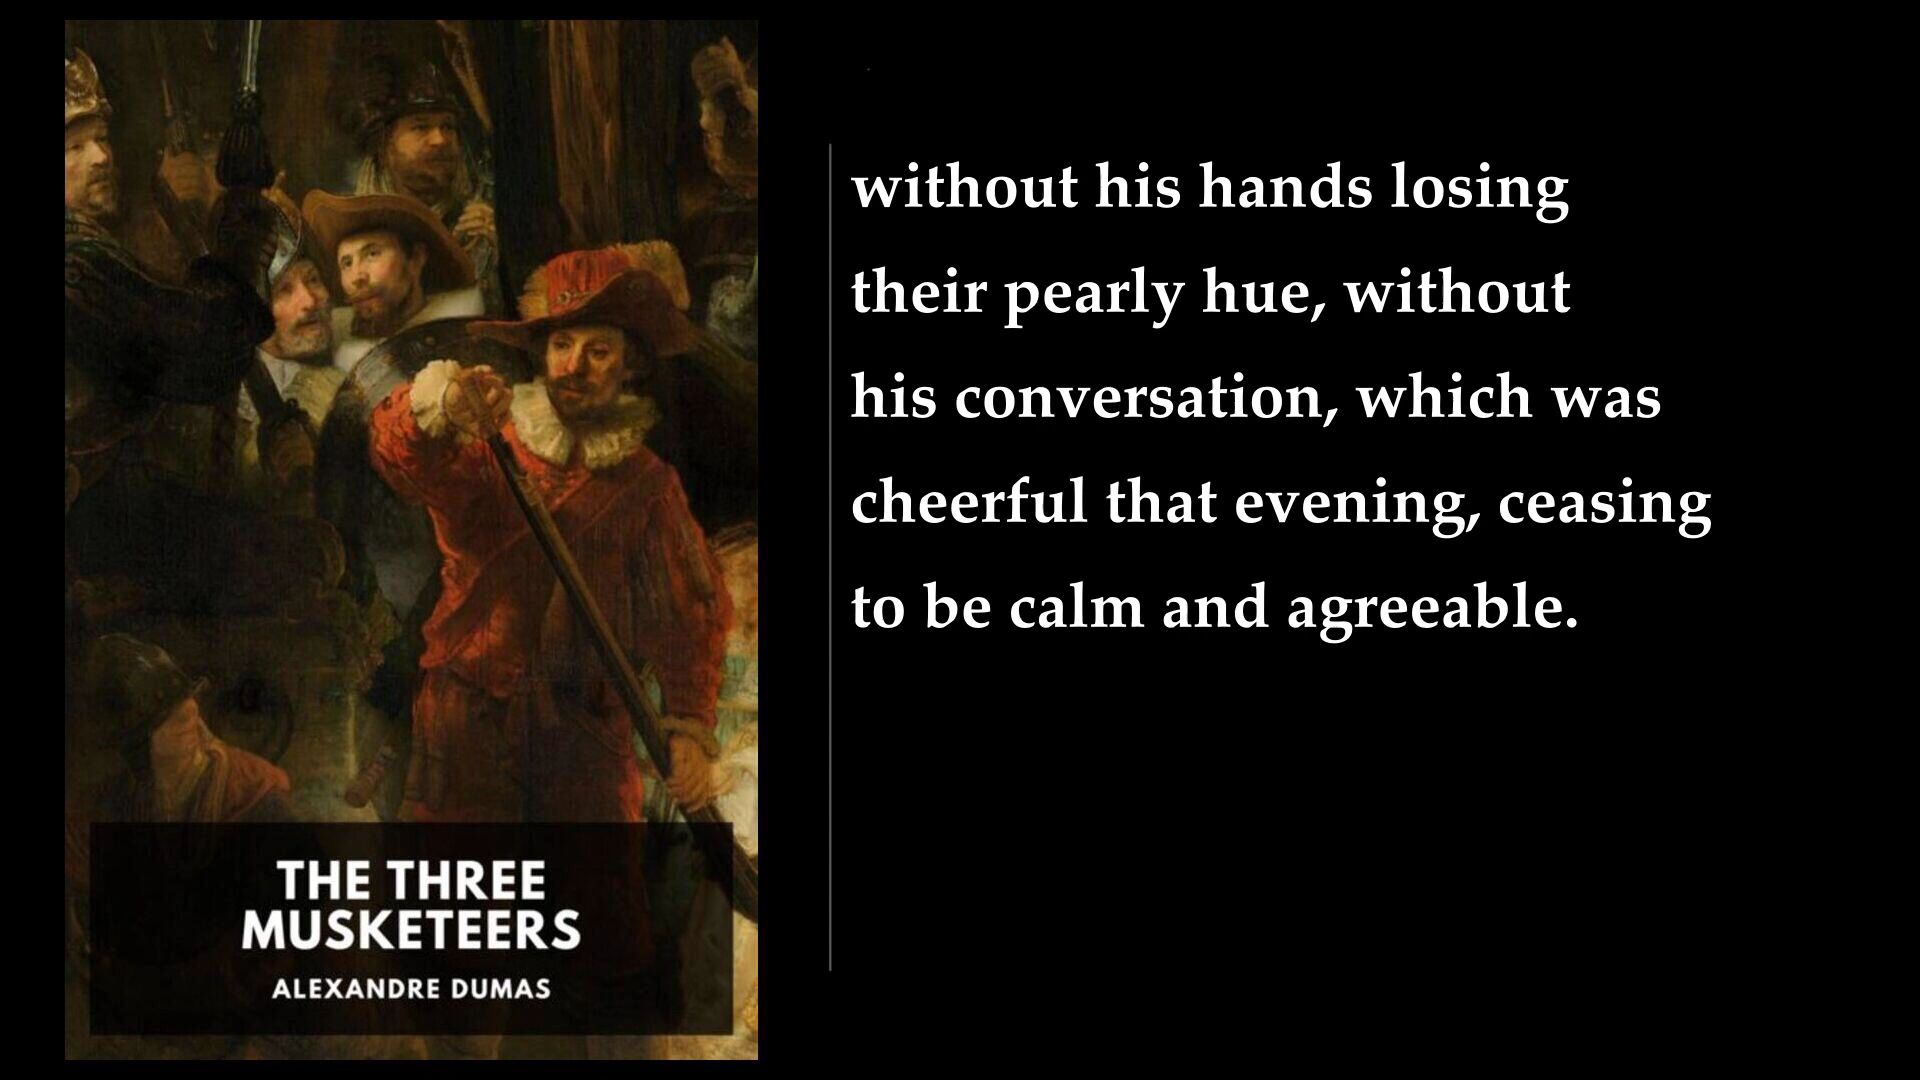 without his hands losing
their pearly hue, without
his conversation, which was
cheerful that evening, ceasing
to be calm and agreeable.
THE THREE
MUSKETEERS
ALEXANDRE DUMAS